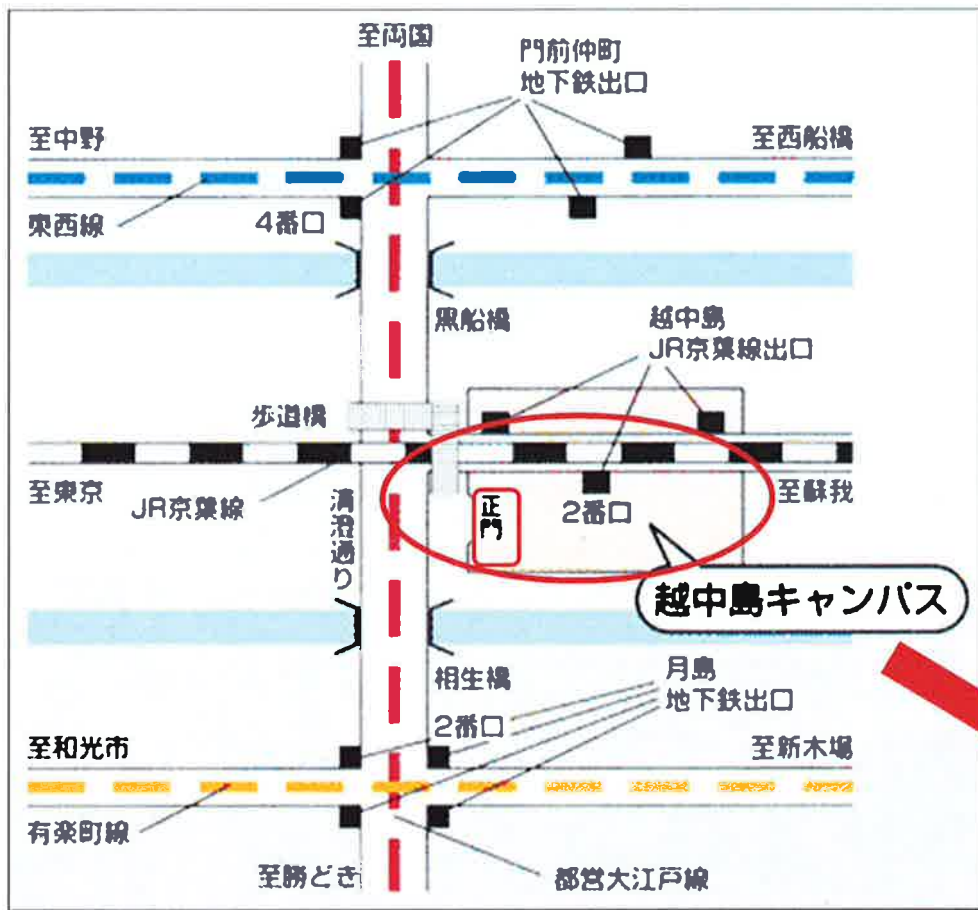 至両国
門前仲町
地下鉄出口
至中野
至西船橋
東西線
4番口
黒船橋
越中島
JR京葉線出口
歩道橋
至東京
JR京葉線
清澄通り
正門
2番口
至蘇我
越中島キャンパス
相生橋
月島
地下鉄出口
2番口
至和光市
至新木場
有楽町線
至勝どき
都営大江戸線